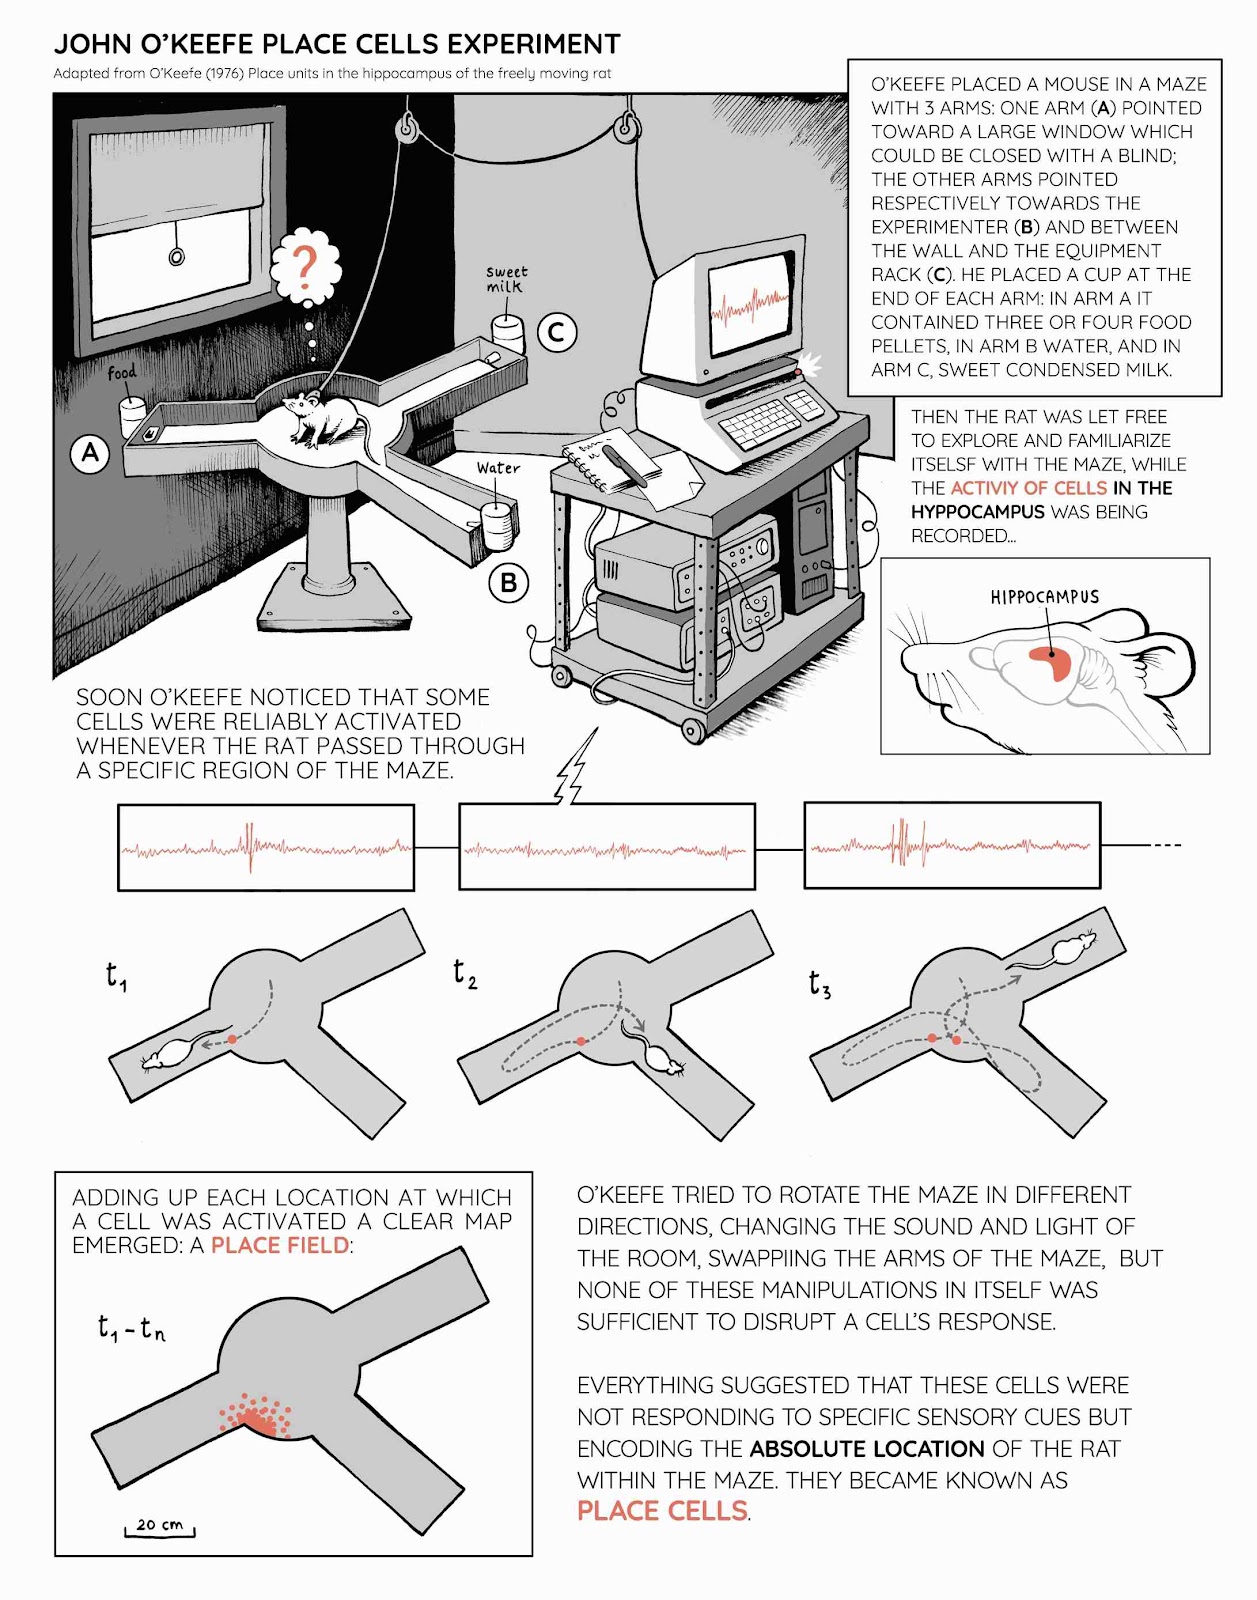 JOHN O'KEEFE PLACE CELLS EXPERIMENT
Adapted from O'Keefe (1976) Place units in the hippocampus of the freely moving rat
O'KEEFE PLACED A MOUSE IN A MAZE
WITH 3 ARMS: ONE ARM (A) POINTED
TOWARD A LARGE WINDOW WHICH
COULD BE CLOSED WITH A BLIND;
THE OTHER ARMS POINTED
RESPECTIVELY TOWARDS THE
EXPERIMENTER (B) AND BETWEEN
THE WALL AND THE EQUIPMENT
RACK (C). HE PLACED A CUP AT THE
END OF EACH ARM: IN ARM A IT
CONTAINED THREE OR FOUR FOOD
PELLETS, IN ARM B WATER, AND IN
ARM C, SWEET CONDENSED MILK.
?
sweet
milk
C
food
A
Water
B
THEN THE RAT WAS LET FREE
TO EXPLORE AND FAMILIARIZE
ITSELSF WITH THE MAZE, WHILE
THE ACTIVIY OF CELLS IN THE
HYPPOCAMPUS WAS BEING
RECORDED...
HIPPOCAMPUS
SOON O'KEEFE NOTICED THAT SOME
CELLS WERE RELIABLY ACTIVATED
WHENEVER THE RAT PASSED THROUGH
A SPECIFIC REGION OF THE MAZE.
t1
t2
t3
ADDING UP EACH LOCATION AT WHICH
A CELL WAS ACTIVATED A CLEAR MAP
EMERGED: A PLACE FIELD:
t1-tn
20 cm
O'KEEFE TRIED TO ROTATE THE MAZE IN DIFFERENT
DIRECTIONS, CHANGING THE SOUND AND LIGHT OF
THE ROOM, SWAPPIING THE ARMS OF THE MAZE, BUT
NONE OF THESE MANIPULATIONS IN ITSELF WAS
SUFFICIENT TO DISRUPT A CELL'S RESPONSE.
EVERYTHING SUGGESTED THAT THESE CELLS WERE
NOT RESPONDING TO SPECIFIC SENSORY CUES BUT
ENCODING THE ABSOLUTE LOCATION OF THE RAT
WITHIN THE MAZE. THEY BECAME KNOWN AS
PLACE CELLS.